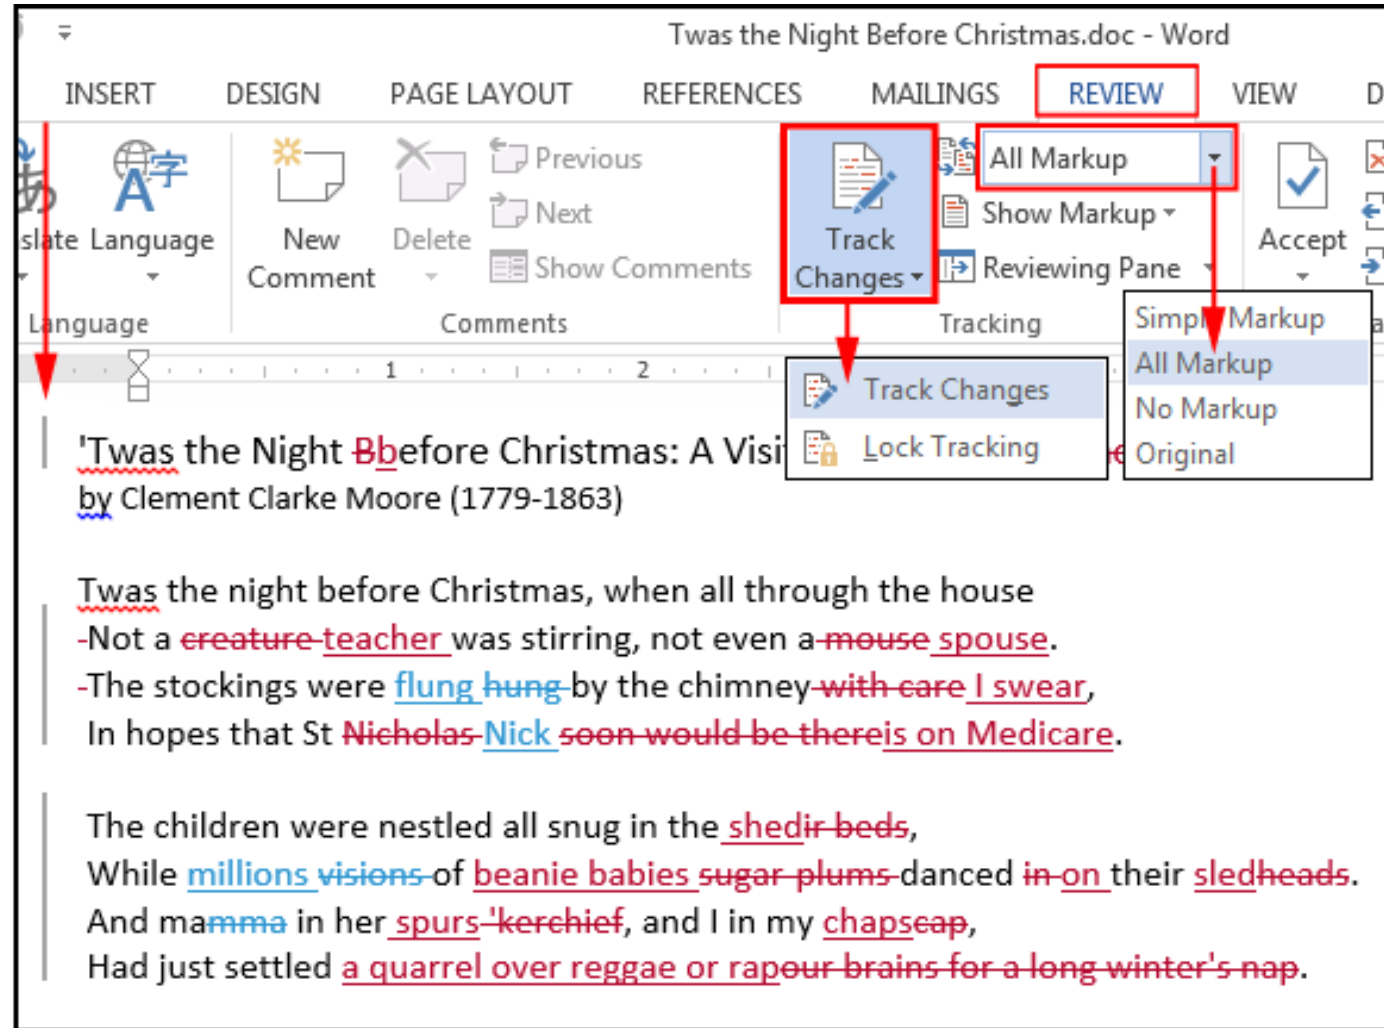 Twas the Night Before Christmas.doc - Word
INSERT DESIGN PAGE LAYOUT REFERENCES MAILINGS REVIEW VIEW D
あ A字 Previous All Markup
Next Show Markup
slate Language New Delete Track Accept
Comment Show Comments Changes Reviewing Pane
Language Comments Tracking
Simple Markup
All Markup
No Markup
Original
1 2
Track Changes
Lock Tracking
'Twas the Night Bbefore Christmas: A Visi
by Clement Clarke Moore (1779-1863)
Twas the night before Christmas, when all through the house
-Not a creature teacher was stirring, not even a mouse spouse.
-The stockings were flung hung by the chimney with care I swear,
In hopes that St Nicholas Nick soon would be thereis on Medicare.
The children were nestled all snug in the shedir beds,
While millions visions of beanie babies sugar plums danced in on their sledheads.
And mamma in her spurs 'kerchief, and I in my chapscap,
Had just settled a quarrel over reggae or rapour brains for a long winter's nap.